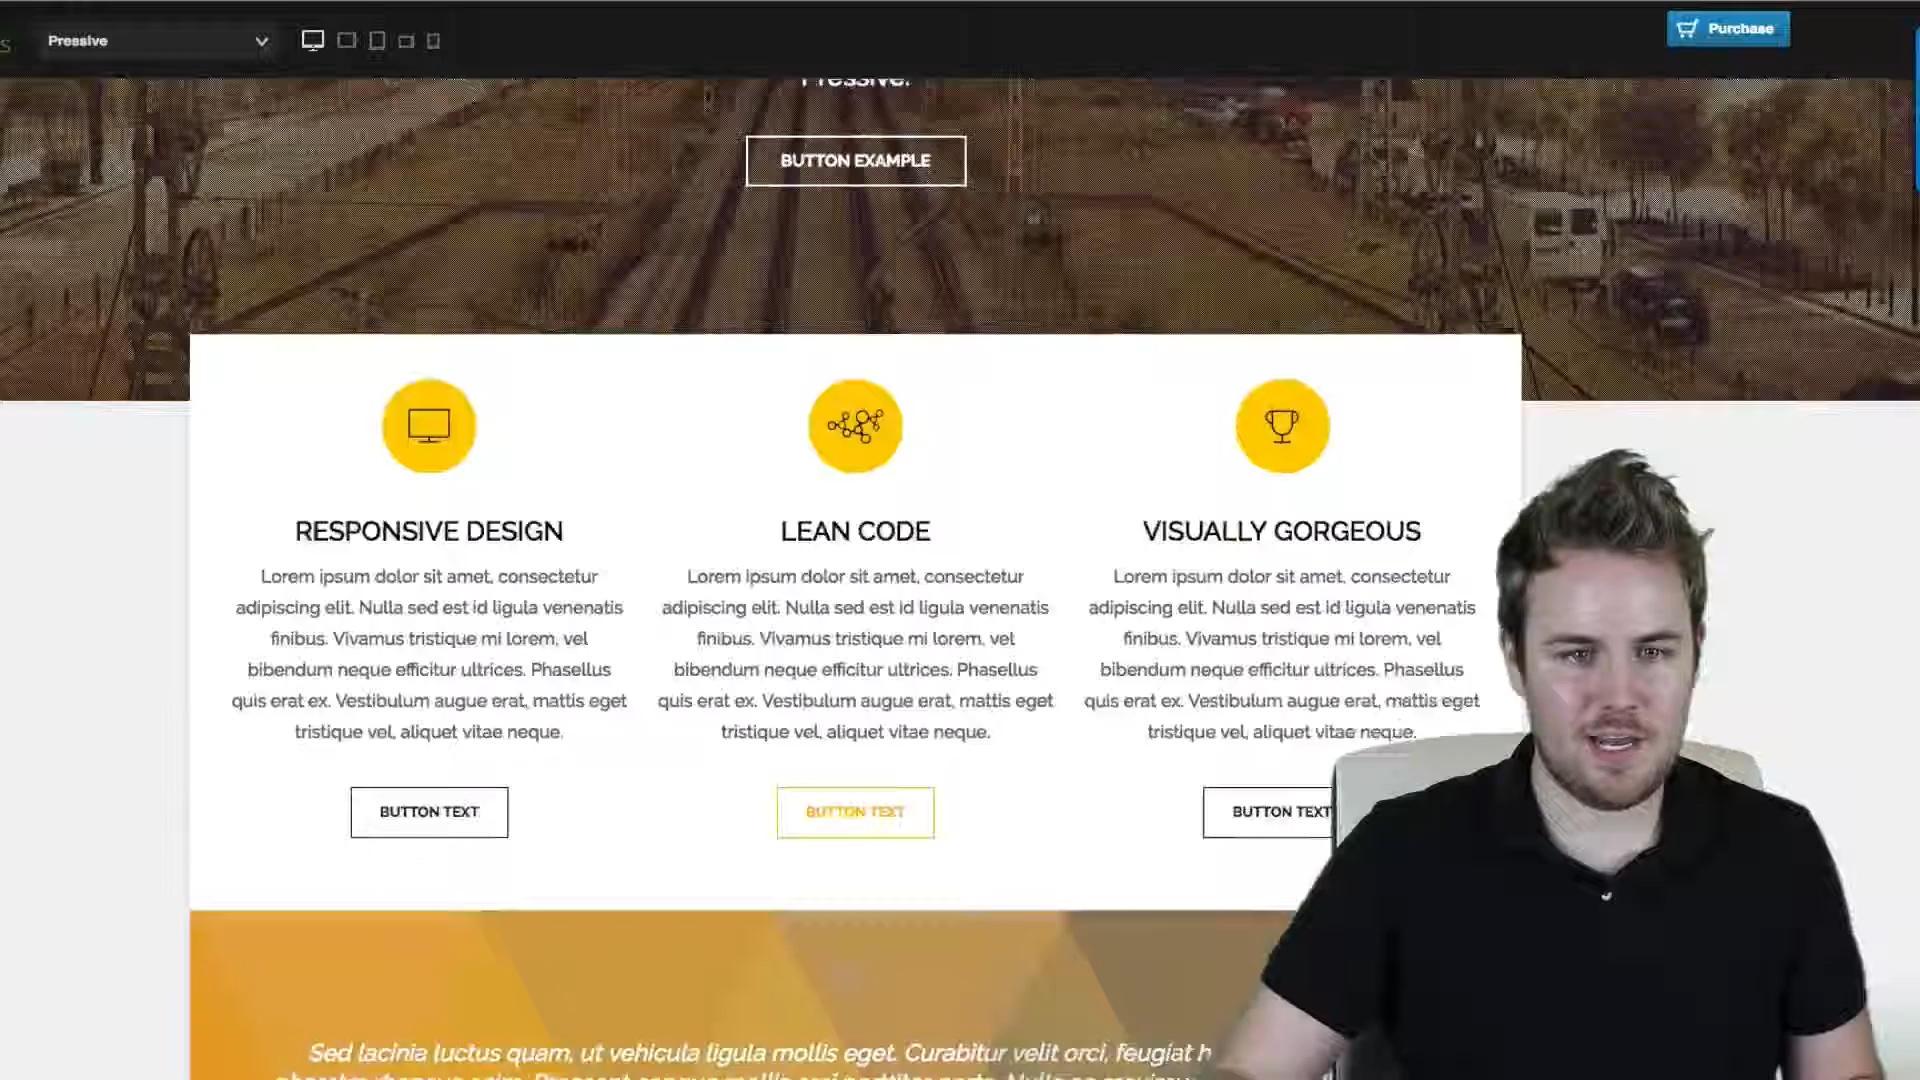 s
Pressive
Purchase
Pressive.
BUTTON EXAMPLE
RESPONSIVE DESIGN
Lorem ipsum dolor sit amet, consectetur
adipiscing elit. Nulla sed est id ligula venenatis
finibus. Vivamus tristique mi lorem, vel
bibendum neque efficitur ultrices. Phasellus
quis erat ex. Vestibulum augue erat, mattis eget
tristique vel, aliquet vitae neque.
BUTTON TEXT
LEAN CODE
Lorem ipsum dolor sit amet, consectetur
adipiscing elit. Nulla sed est id ligula venenatis
finibus. Vivamus tristique mi lorem, vel
bibendum neque efficitur ultrices. Phasellus
quis erat ex. Vestibulum augue erat, mattis eget
tristique vel, aliquet vitae neque.
BUTTON TEXT
VISUALLY GORGEOUS
Lorem ipsum dolor sit amet, consectetur
adipiscing elit. Nulla sed est id ligula venenatis
finibus. Vivamus tristique mi lorem, vel
bibendum neque efficitur ultrices. Phasellus
quis erat ex. Vestibulum augue erat, mattis eget
tristique vel, aliquet vitae neque.
BUTTON TEXT
Sed lacinia luctus quam, ut vehicula ligula mollis eget. Curabitur velit orci, feugiat h